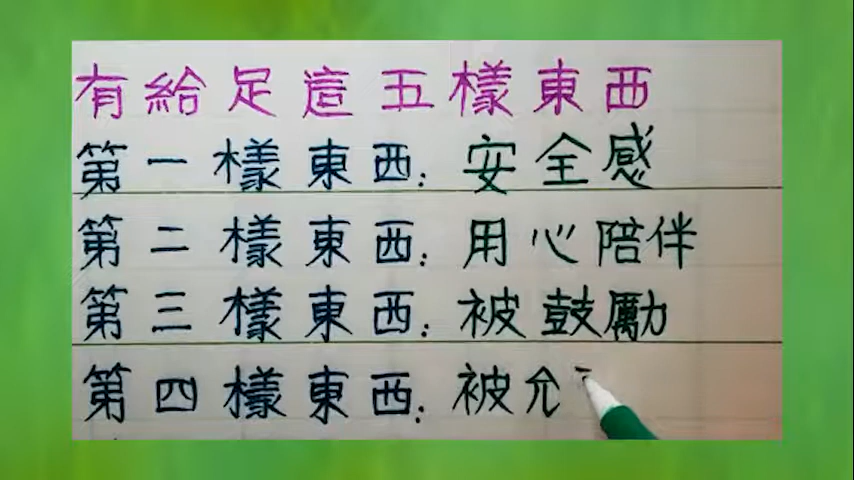 有給足這五樣東西
第一樣東西：安全感
第二樣東西：用心陪伴
第三樣東西：被鼓勵
第四樣東西：被允